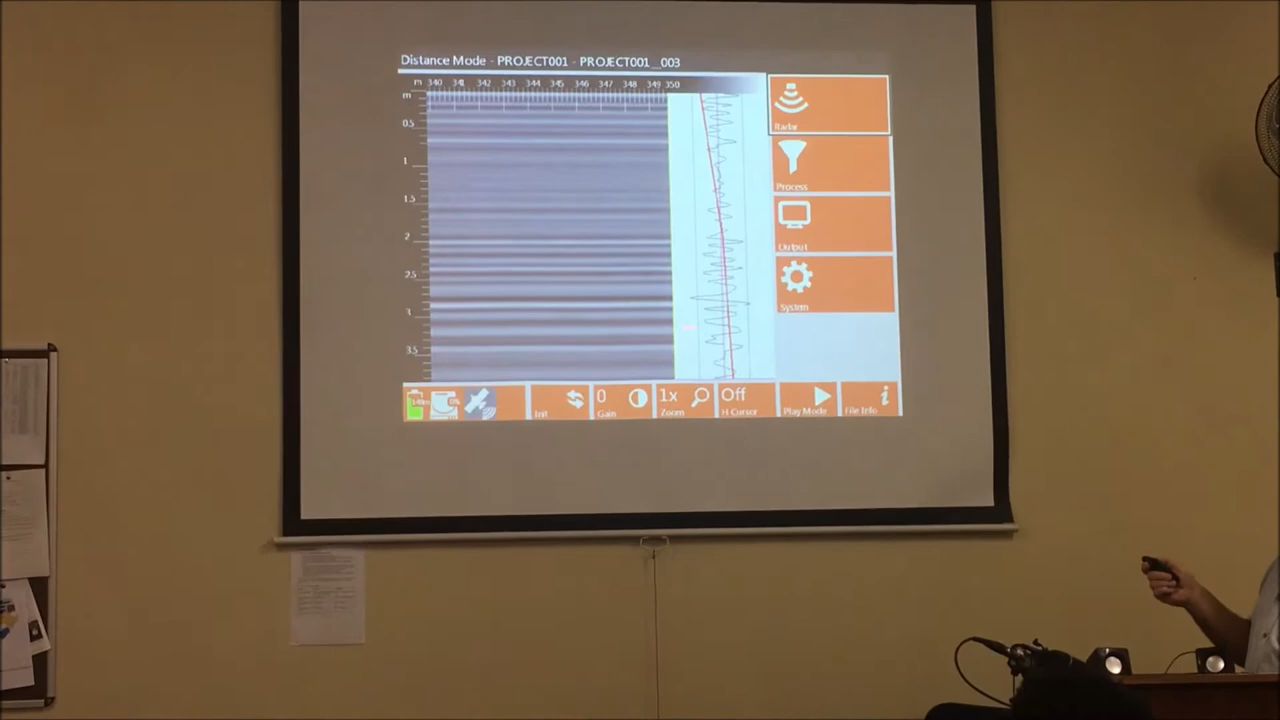 Distance Mode - PROJECT001 - PROJECT001__003
m 340 341 342 343 344 345 346 347 348 349 350
m
0.5
1
1.5
2
2.5
3
3.5
Radar
Process
Output
System
0%
Init
0
Gain
1x
Zoom
Off
H Cursor
Play Mode
i
File Info